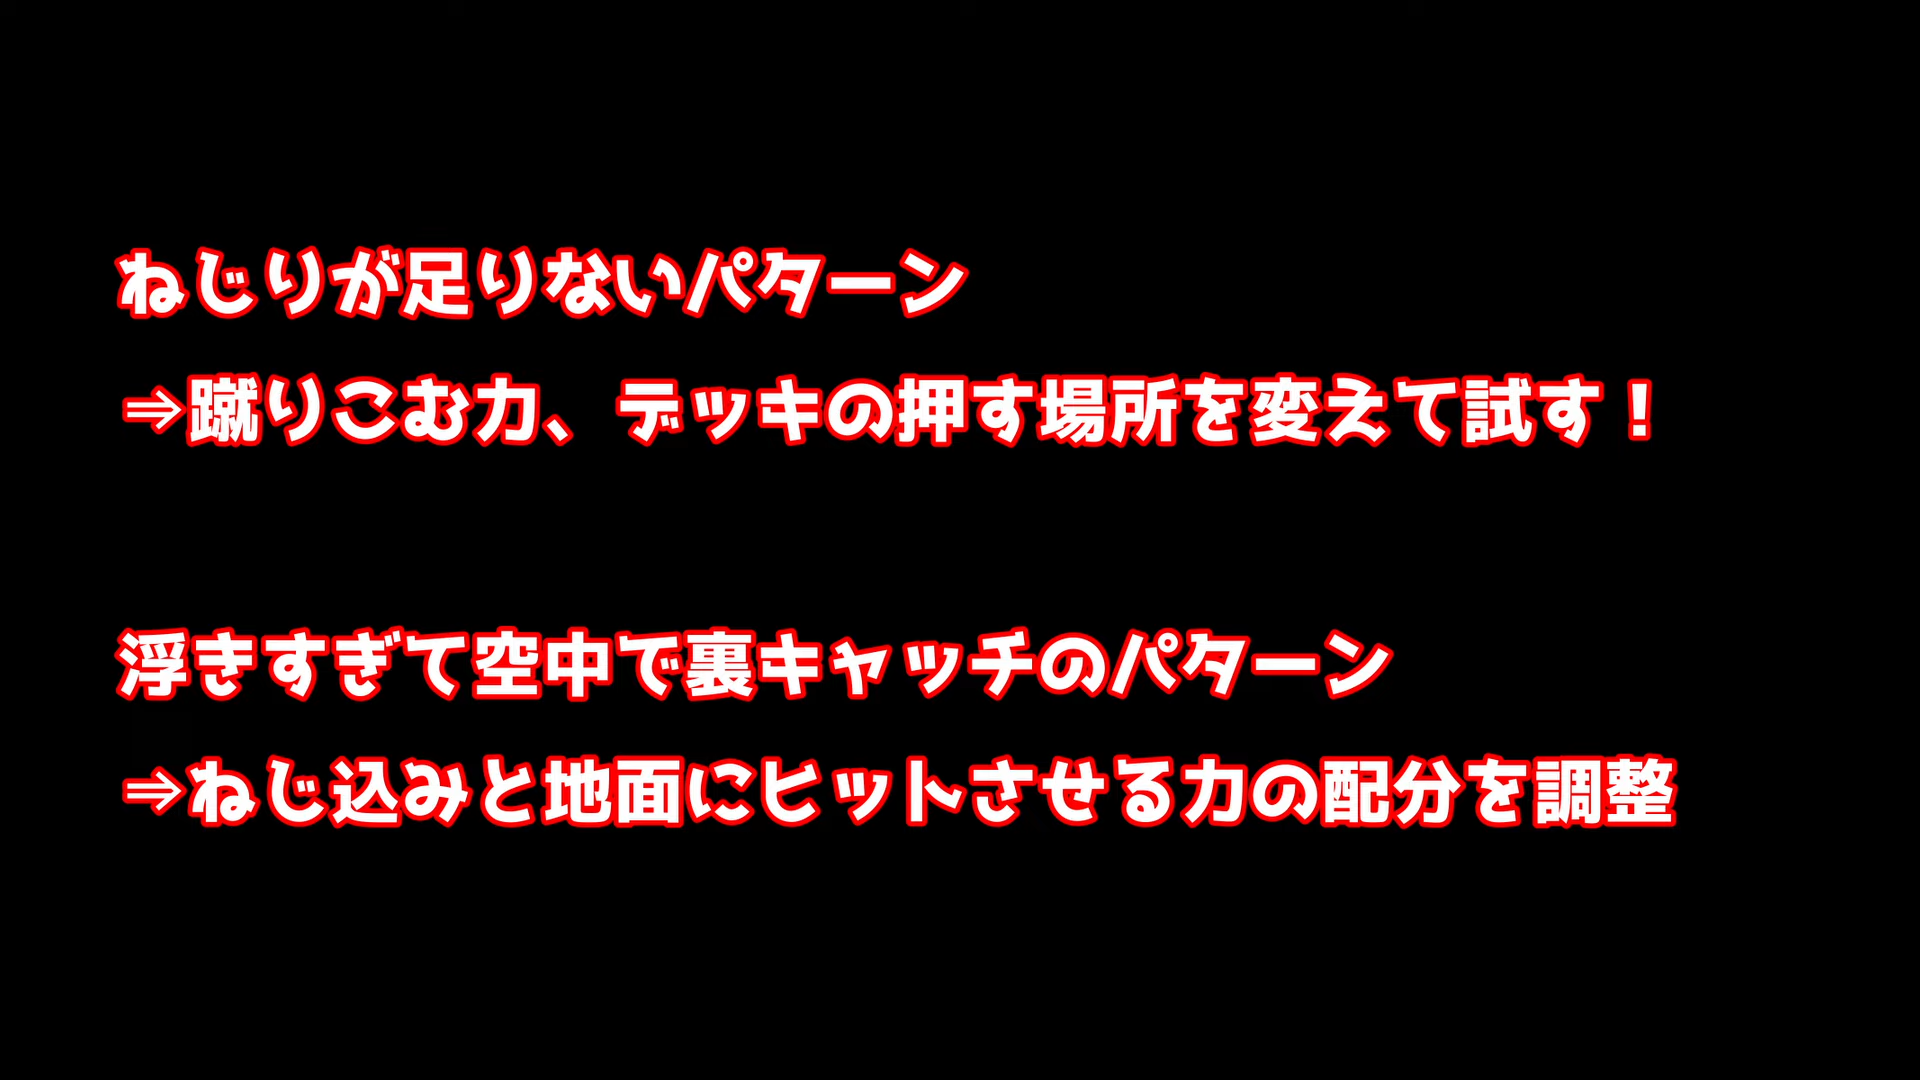 ねじりが足りないパターン
⇒蹴りこむ力、デッキの押す場所を変えて試す！
浮きすぎて空中で裏キャッチのパターン
⇒ねじ込みと地面にヒットさせる力の配分を調整